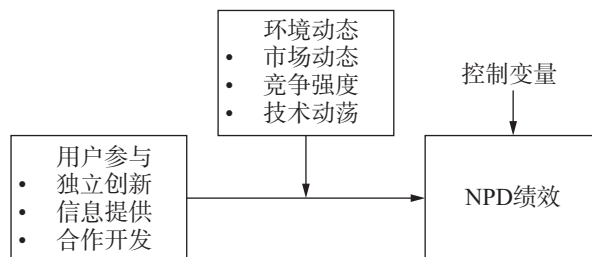 环境动态
• 市场动态
• 竞争强度
• 技术动荡
控制变量
用户参与
• 独立创新
• 信息提供
• 合作开发
NPD绩效